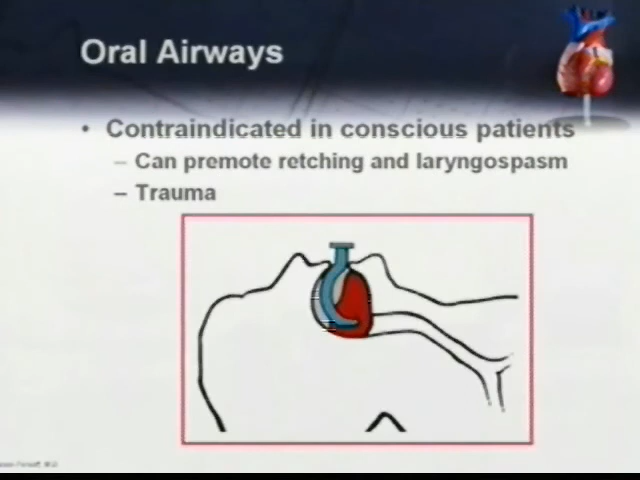 Oral Airways
• Contraindicated in conscious patients
– Can premote retching and laryngospasm
– Trauma
M.D